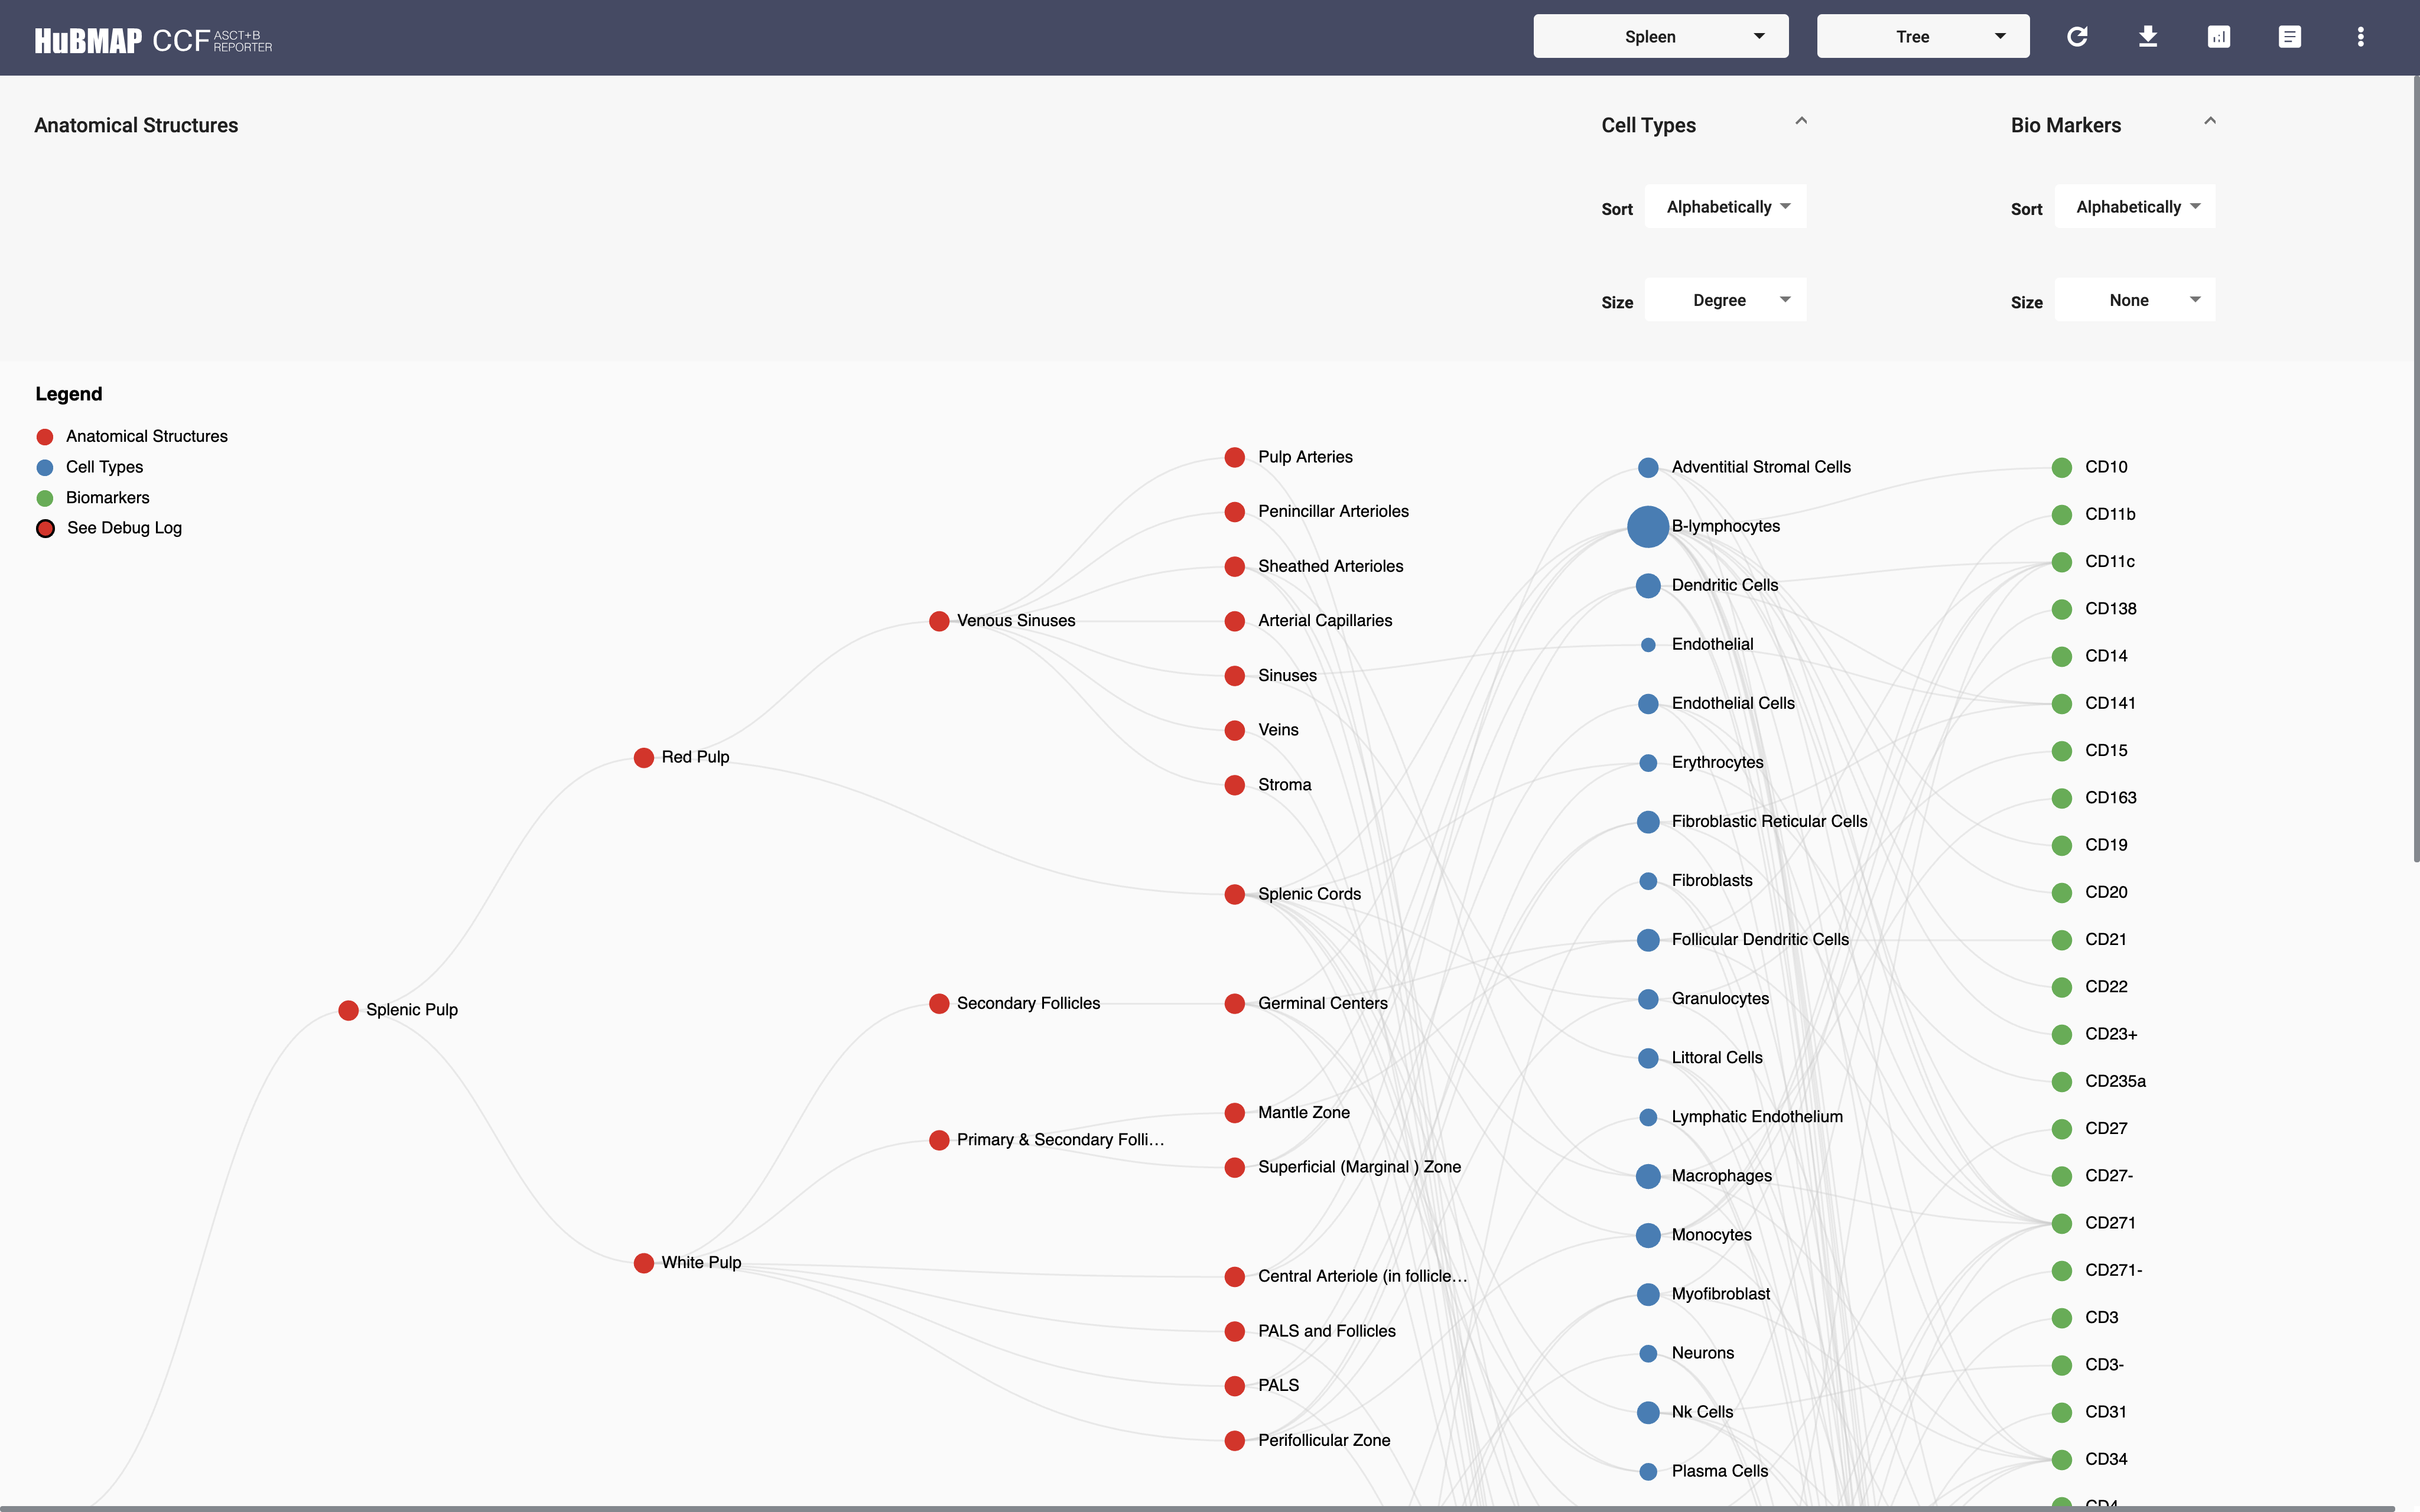 HuBMAP CCF ASCT+B REPORTER
Spleen
Tree
Anatomical Structures
Cell Types
Bio Markers
Sort Alphabetically
Sort Alphabetically
Size Degree
Size None
Legend
Anatomical Structures
Cell Types
Biomarkers
See Debug Log
Splenic Pulp
Red Pulp
White Pulp
Venous Sinuses
Secondary Follicles
Primary & Secondary Folli...
Pulp Arteries
Penincillar Arterioles
Sheathed Arterioles
Arterial Capillaries
Sinuses
Veins
Stroma
Splenic Cords
Germinal Centers
Mantle Zone
Superficial (Marginal ) Zone
Central Arteriole (in follicle...
PALS and Follicles
PALS
Perifollicular Zone
Adventitial Stromal Cells
B-lymphocytes
Dendritic Cells
Endothelial
Endothelial Cells
Erythrocytes
Fibroblastic Reticular Cells
Fibroblasts
Follicular Dendritic Cells
Granulocytes
Littoral Cells
Lymphatic Endothelium
Macrophages
Monocytes
Myofibroblast
Neurons
Nk Cells
Plasma Cells
CD10
CD11b
CD11c
CD138
CD14
CD141
CD15
CD163
CD19
CD20
CD21
CD22
CD23+
CD235a
CD27
CD27-
CD271
CD271-
CD3
CD3-
CD31
CD34
CD4